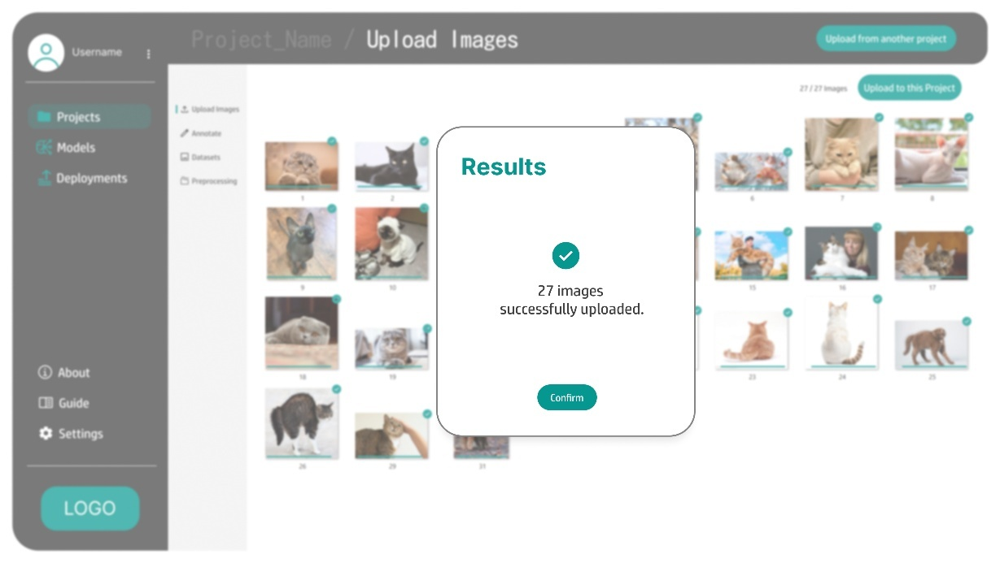 Username
Project_Name / Upload Images
Upload from another project
27 / 27 Images
Upload to this Project
Projects
Models
Deployments
Upload Images
Annotate
Datasets
Preprocessing
1
2
6
7
8
9
10
15
16
17
18
19
23
24
25
26
29
31
Results
27 images
successfully uploaded.
Confirm
About
Guide
Settings
LOGO